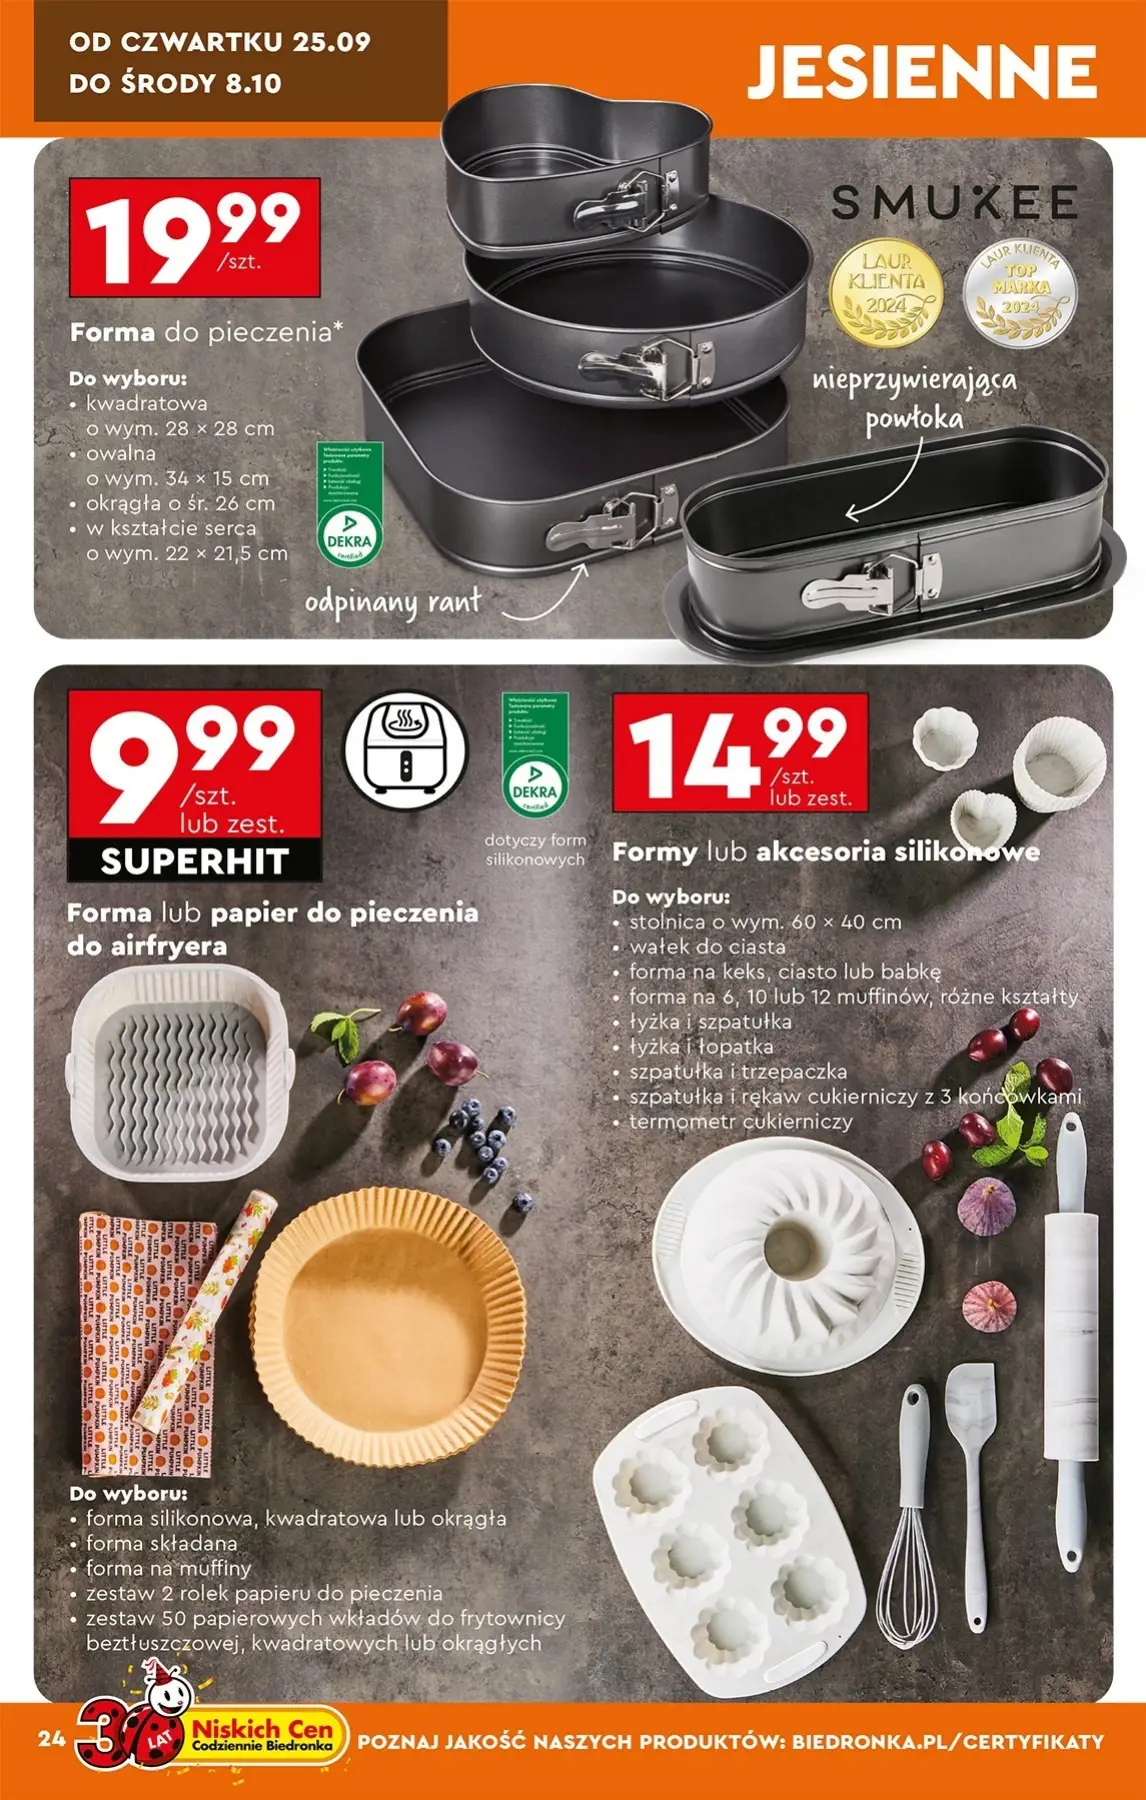 OD CZWARTKU 25.09
DO ŚRODY 8.10
JESIENNE
19.99
/szt.
Forma do pieczenia*
Do wyboru:
• kwadratowa
o wym. 28 × 28 cm
• owalna
o wym. 34 × 15 cm
• okrągła o śr. 26 cm
• w kształcie serca
o wym. 22 × 21,5 cm
DEKRA
certified
odpinany rant
SMUKEE
LAUR
KLIENTA
2024
LAUR KLIENTA
TOP
MARKA
2024
nieprzywierająca
powłoka
9.99
/szt.
lub zest.
SUPERHIT
DEKRA
certified
dotyczy form
silikonowych
Forma lub papier do pieczenia
do airfryera
LITTLE
PUMPKIN
Do wyboru:
• forma silikonowa, kwadratowa lub okrągła
• forma składana
• forma na muffiny
• zestaw 2 rolek papieru do pieczenia
• zestaw 50 papierowych wkładów do frytownicy
beztłuszczowej, kwadratowych lub okrągłych
14.99
/szt.
lub zest.
Formy lub akcesoria silikonowe
Do wyboru:
• stolnica o wym. 60 × 40 cm
• wałek do ciasta
• forma na keks, ciasto lub babkę
• forma na 6, 10 lub 12 muffinów, różne kształty
• łyżka i szpatułka
• łyżka i łopatka
• szpatułka i trzepaczka
• szpatułka i rękaw cukierniczy z 3 końcówkami
• termometr cukierniczy
24
30
LAT
Niskich Cen
Codziennie Biedronka
POZNAJ JAKOŚĆ NASZYCH PRODUKTÓW: BIEDRONKA.PL/CERTYFIKATY